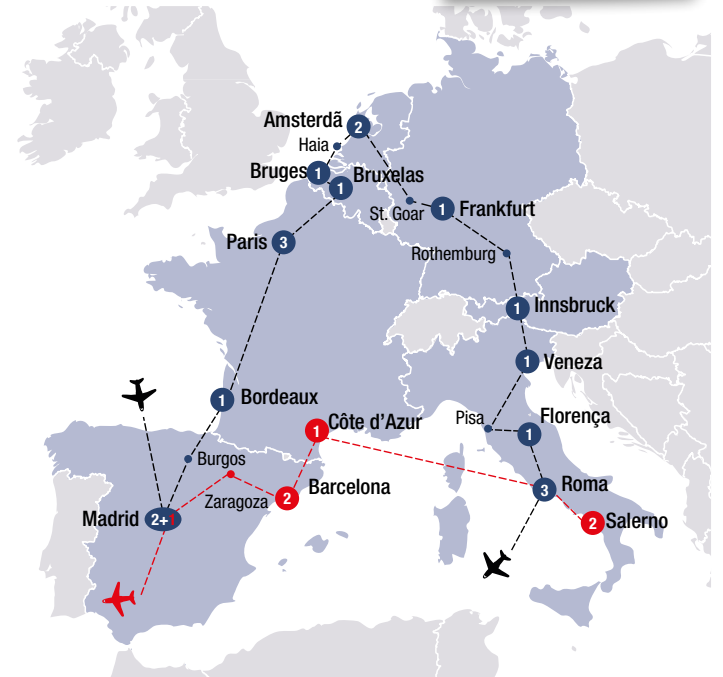 Amsterdã
2
Haia
Bruges
1
Bruxelas
1
St. Goar
1
Frankfurt
Paris
3
Rothemburg
1
Innsbruck
1
Veneza
1
Bordeaux
1
Côte d'Azur
Pisa
Florença
1
Burgos
Zaragoza
2
Barcelona
3
Roma
Madrid
2+1
2
Salerno